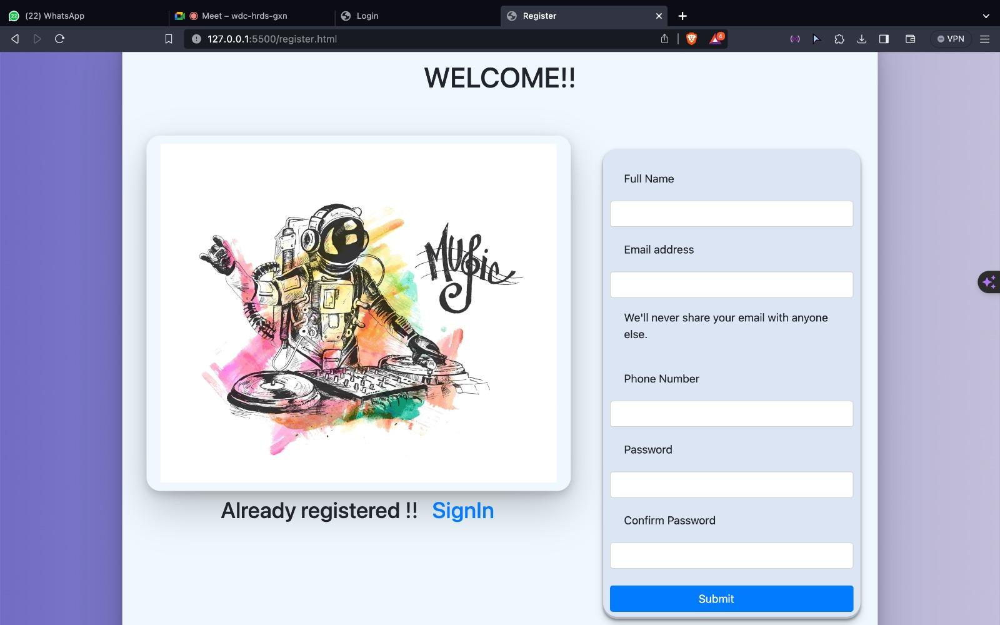 (22) WhatsApp
Meet – wdc-hrds-gxn
Login
Register
127.0.0.1:5500/register.html
4
VPN
WELCOME!!
Music
Full Name
Email address
We'll never share your email with anyone
else.
Phone Number
Password
Confirm Password
Submit
Already registered !! SignIn